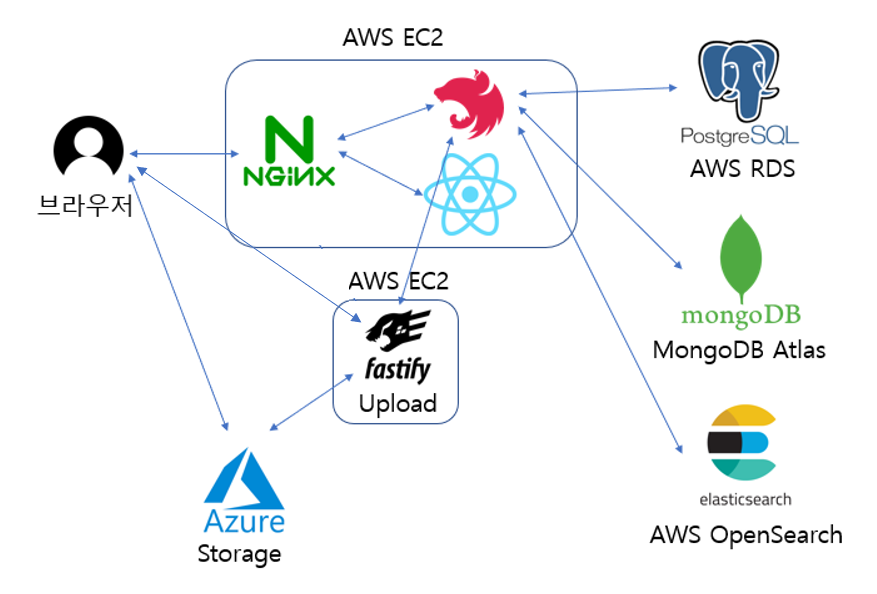 AWS EC2
NGiNX
브라우저
PostgreSQL
AWS RDS
AWS EC2
fastify
Upload
mongoDB
MongoDB Atlas
Azure
Storage
elasticsearch
AWS OpenSearch